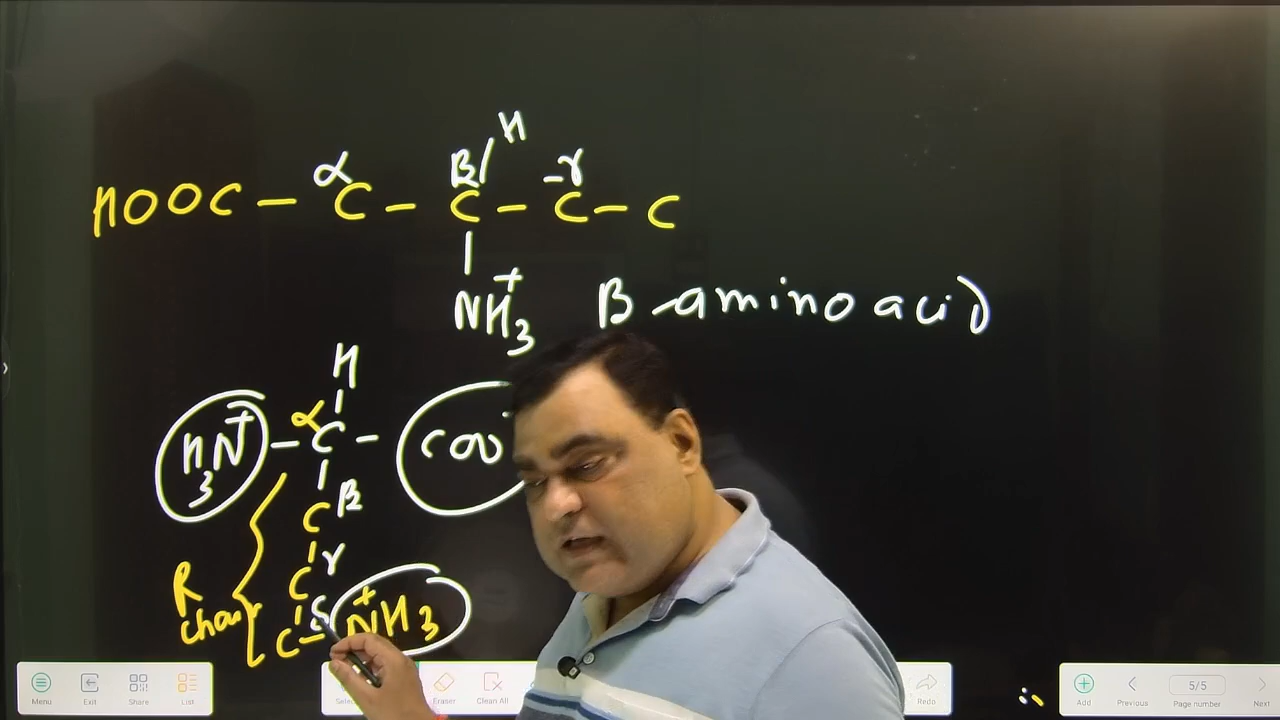 H
α β γ
HOOC - C - C - C - C
NH3+
β - amino acid
H
α
H3N+ - C - COO-
C β
γ
R C
chain
C - NH3+
Menu Exit Share List Eraser Clean All Redo Add Previous 5/5 Page number Next